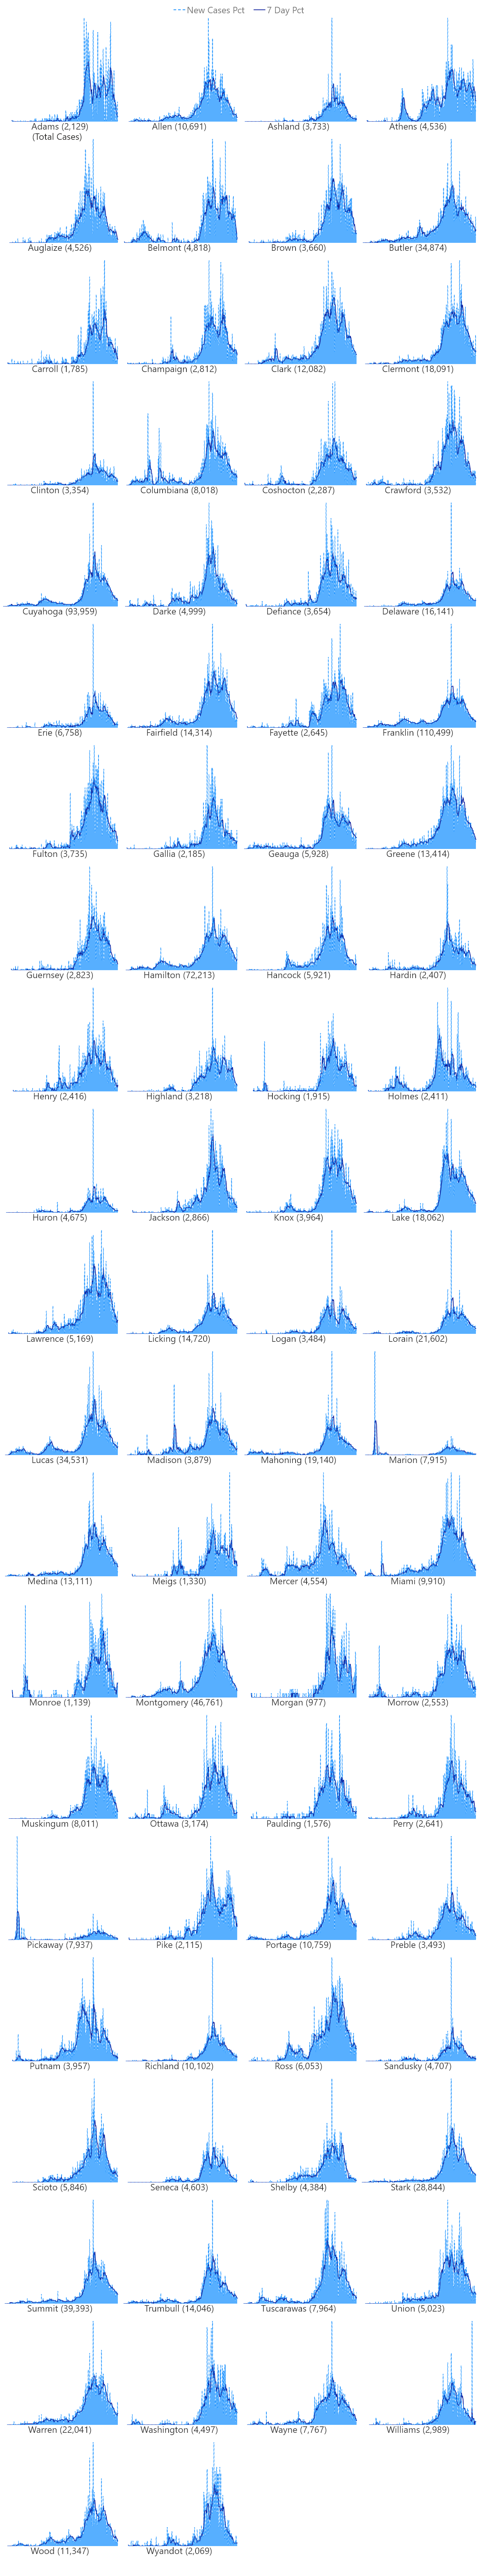 New Cases Pct 7 Day Pct
Adams (2,129) Allen (10,691) Ashland (3,733) Athens (4,536)
(Total Cases)
Auglaize (4,526) Belmont (4,818) Brown (3,660) Butler (34,874)
Carroll (1,785) Champaign (2,812) Clark (12,082) Clermont (18,091)
Clinton (3,354) Columbiana (8,018) Coshocton (2,287) Crawford (3,532)
Cuyahoga (93,959) Darke (4,999) Defiance (3,654) Delaware (16,141)
Erie (6,758) Fairfield (14,314) Fayette (2,645) Franklin (110,499)
Fulton (3,735) Gallia (2,185) Geauga (5,928) Greene (13,414)
Guernsey (2,823) Hamilton (72,213) Hancock (5,921) Hardin (2,407)
Henry (2,416) Highland (3,218) Hocking (1,915) Holmes (2,411)
Huron (4,675) Jackson (2,866) Knox (3,964) Lake (18,062)
Lawrence (5,169) Licking (14,720) Logan (3,484) Lorain (21,602)
Lucas (34,531) Madison (3,879) Mahoning (19,140) Marion (7,915)
Medina (13,111) Meigs (1,330) Mercer (4,554) Miami (9,910)
Monroe (1,139) Montgomery (46,761) Morgan (977) Morrow (2,553)
Muskingum (8,011) Ottawa (3,174) Paulding (1,576) Perry (2,641)
Pickaway (7,937) Pike (2,115) Portage (10,759) Preble (3,493)
Putnam (3,957) Richland (10,102) Ross (6,053) Sandusky (4,707)
Scioto (5,846) Seneca (4,603) Shelby (4,384) Stark (28,844)
Summit (39,393) Trumbull (14,046) Tuscarawas (7,964) Union (5,023)
Warren (22,041) Washington (4,497) Wayne (7,767) Williams (2,989)
Wood (11,347) Wyandot (2,069)